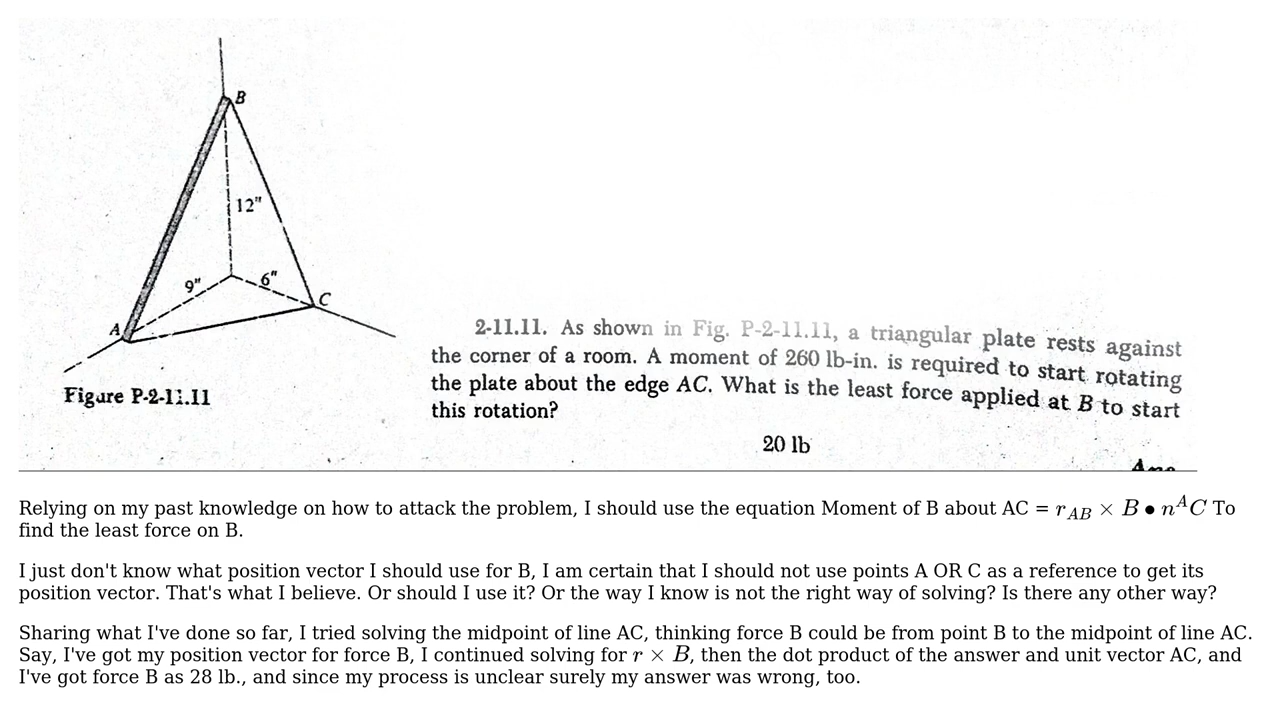 B
12"
9"
6"
C
A
Figure P-2-11.11
2-11.11. As shown in Fig. P-2-11.11, a triangular plate rests against
the corner of a room. A moment of 260 lb-in. is required to start rotating
the plate about the edge AC. What is the least force applied at B to start
this rotation?
20 lb
Relying on my past knowledge on how to attack the problem, I should use the equation Moment of B about AC = r_{AB} × B • n^A C To
find the least force on B.
I just don't know what position vector I should use for B, I am certain that I should not use points A OR C as a reference to get its
position vector. That's what I believe. Or should I use it? Or the way I know is not the right way of solving? Is there any other way?
Sharing what I've done so far, I tried solving the midpoint of line AC, thinking force B could be from point B to the midpoint of line AC.
Say, I've got my position vector for force B, I continued solving for r × B, then the dot product of the answer and unit vector AC, and
I've got force B as 28 lb., and since my process is unclear surely my answer was wrong, too.